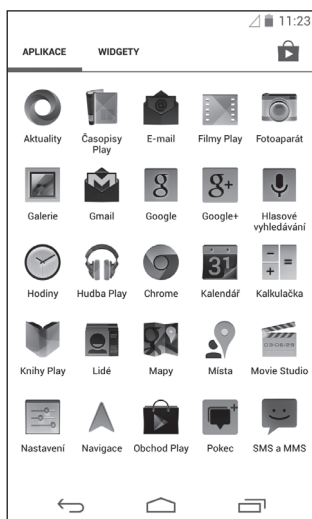 11:23
APLIKACE WIDGETY
Aktuality Časopisy Play E-mail Filmy Play Fotoaparát
31
Galerie Gmail Google Google+ Hlasové vyhledávání
Hodiny Hudba Play Chrome Kalendář Kalkulačka
Knihy Play Lidé Mapy Místa Movie Studio
Nastavení Navigace Obchod Play Pokec SMS a MMS